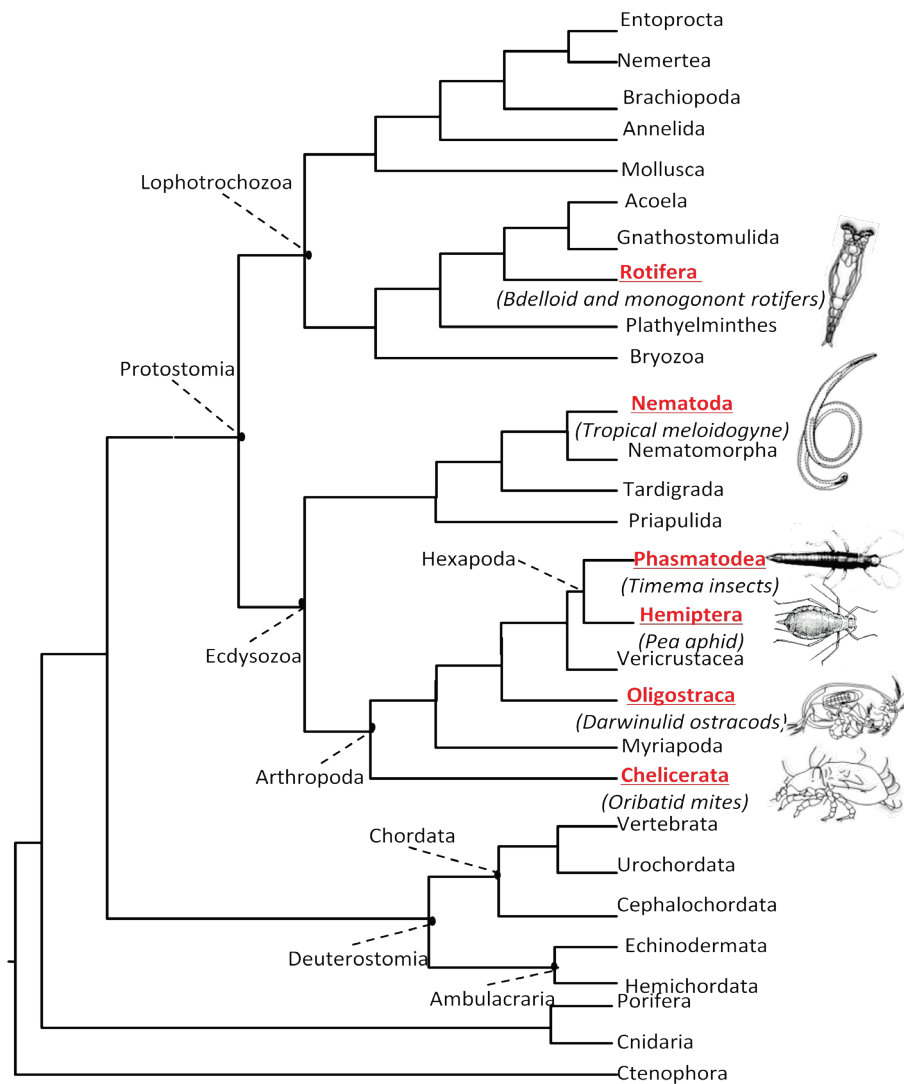 Entoprocta
Nemertea
Brachiopoda
Annelida
Mollusca
Lophotrochozoa
Acoela
Gnathostomulida
Rotifera
(Bdelloid and monogonont rotifers)
Plathyelminthes
Bryozoa
Protostomia
Nematoda
(Tropical meloidogyne)
Nematomorpha
Tardigrada
Priapulida
Hexapoda
Phasmatodea
(Timema insects)
Hemiptera
(Pea aphid)
Vericrustacea
Ecdysozoa
Oligostraca
(Darwinulid ostracods)
Myriapoda
Arthropoda
Chelicerata
(Oribatid mites)
Vertebrata
Chordata
Urochordata
Cephalochordata
Echinodermata
Deuterostomia
Hemichordata
Ambulacraria
Porifera
Cnidaria
Ctenophora